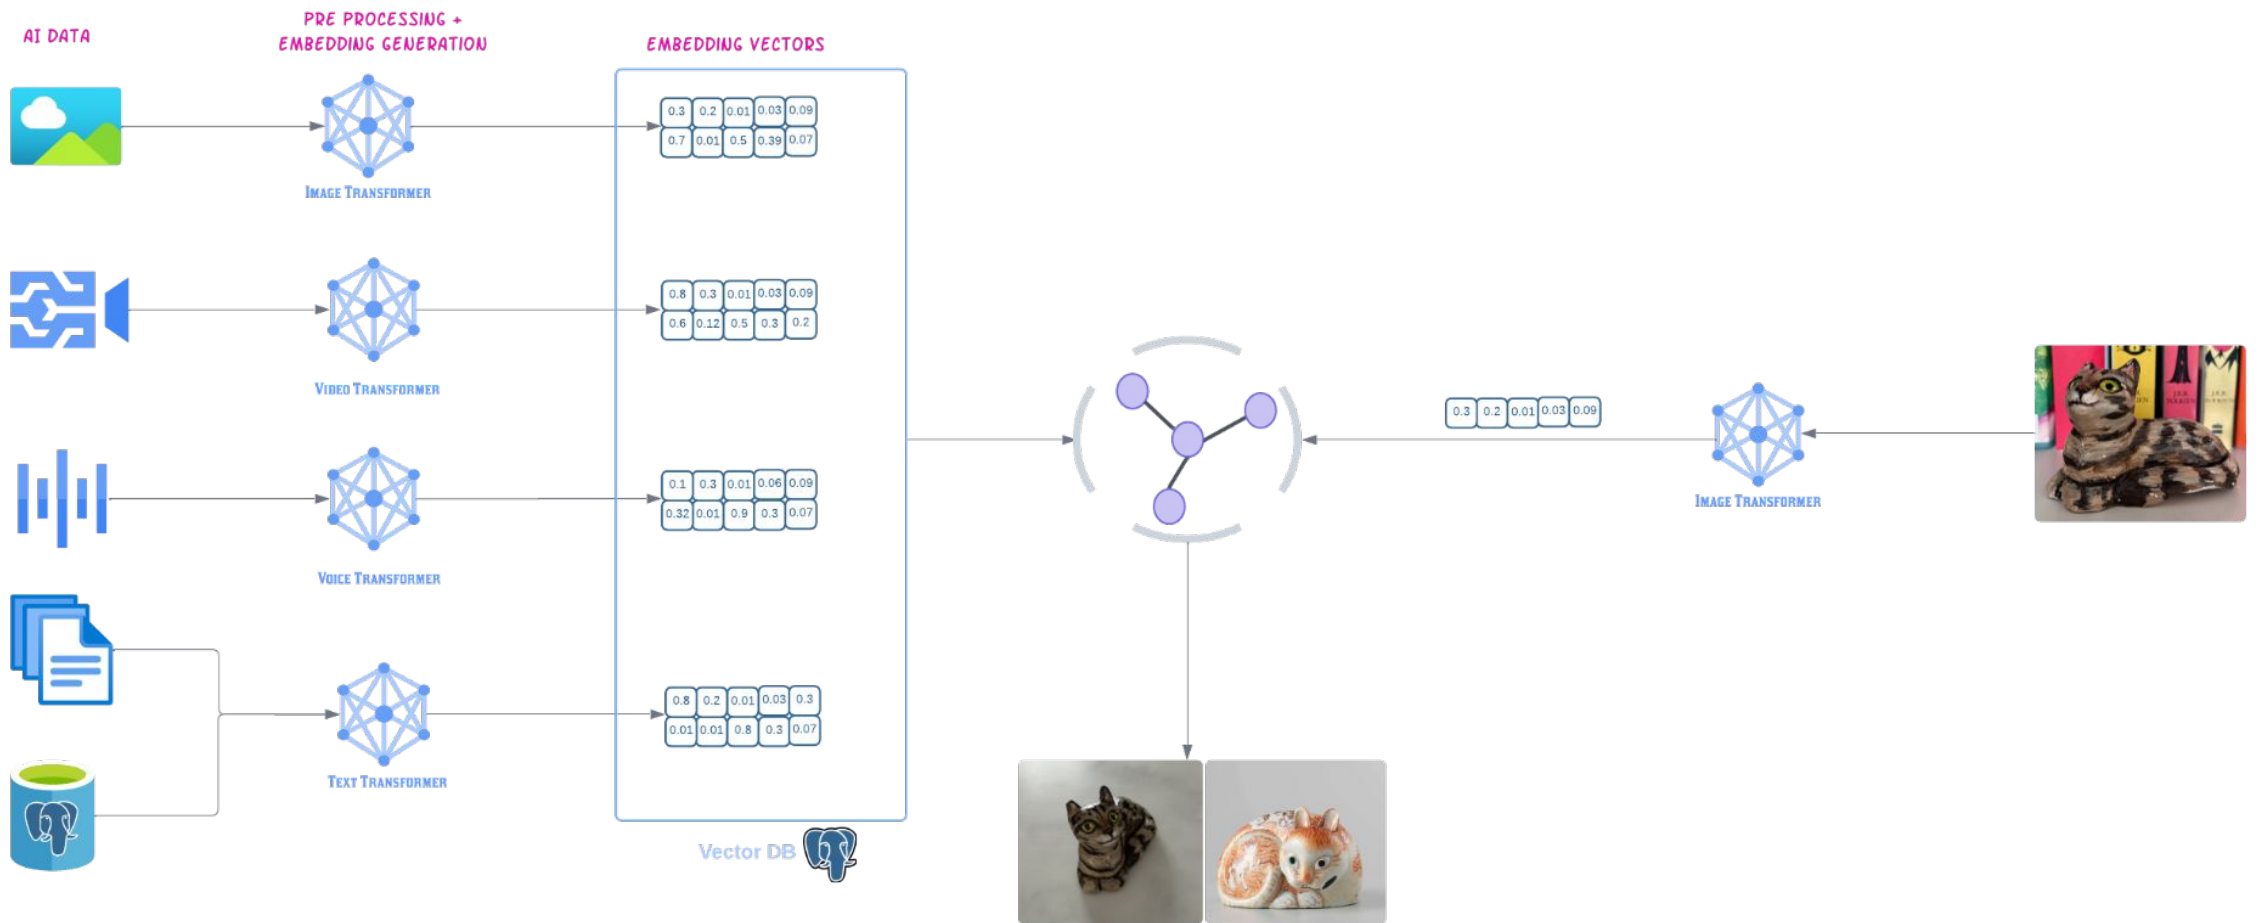 AI DATA
PRE PROCESSING +
EMBEDDING GENERATION
EMBEDDING VECTORS
0.3 0.2 0.01 0.03 0.09
0.7 0.01 0.5 0.39 0.07
IMAGE TRANSFORMER
0.8 0.3 0.01 0.03 0.09
0.6 0.12 0.5 0.3 0.2
VIDEO TRANSFORMER
0.1 0.3 0.01 0.06 0.09
0.32 0.01 0.9 0.3 0.07
VOICE TRANSFORMER
0.8 0.2 0.01 0.03 0.3
0.01 0.01 0.8 0.3 0.07
TEXT TRANSFORMER
Vector DB
0.3 0.2 0.01 0.03 0.09
IMAGE TRANSFORMER